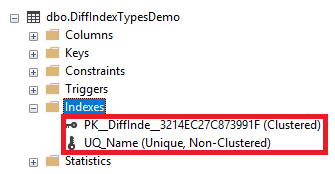 dbo.DiffIndexTypesDemo
Columns
Keys
Constraints
Triggers
Indexes
PK__DiffInde__3214EC27C873991F (Clustered)
UQ_Name (Unique, Non-Clustered)
Statistics